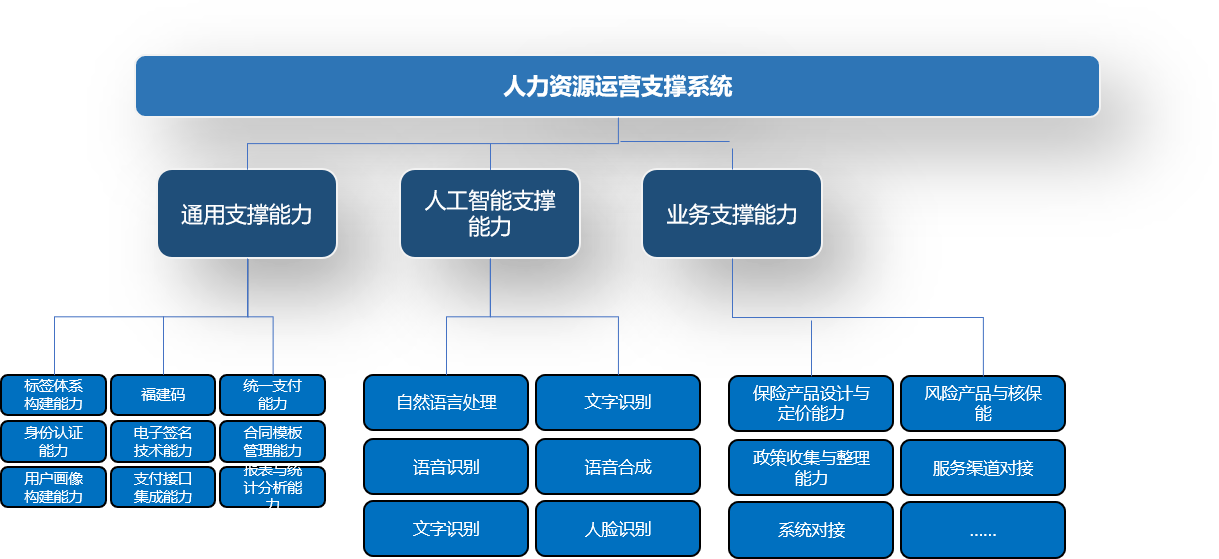 人力资源运营支撑系统
通用支撑能力
人工智能支撑
能力
业务支撑能力
标签体系
构建能力
福建码
统一支付
能力
身份认证
能力
电子签名
技术能力
合同模板
管理能力
用户画像
构建能力
支付接口
集成能力
报表与统
计分析能
力
自然语言处理
文字识别
语音识别
语音合成
文字识别
人脸识别
保险产品设计与
定价能力
风险产品与核保
能
政策收集与整理
能力
服务渠道对接
系统对接
......